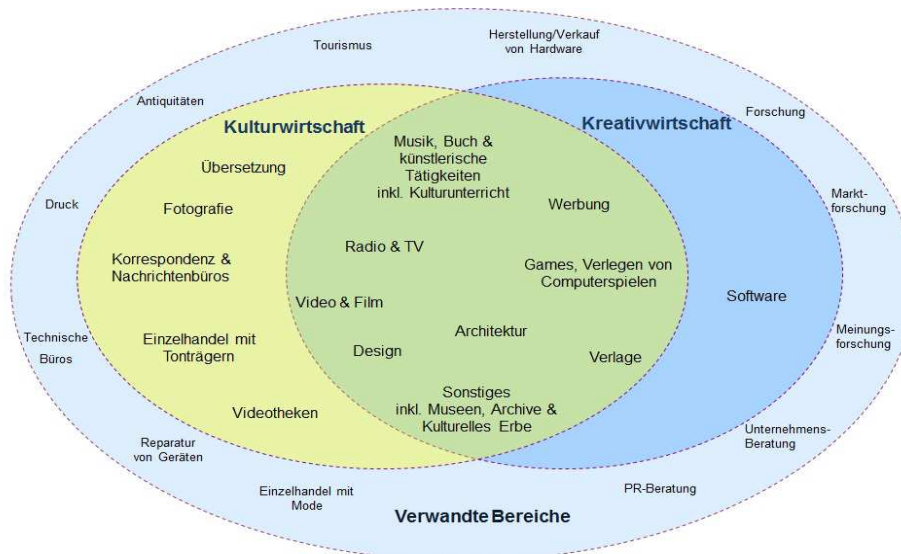 Tourismus
Herstellung/Verkauf
von Hardware
Antiquitäten
Forschung
Kulturwirtschaft
Kreativwirtschaft
Musik, Buch &
künstlerische
Tätigkeiten
inkl. Kulturunterricht
Übersetzung
Druck
Fotografie
Werbung
Markt-
forschung
Radio & TV
Korrespondenz &
Nachrichtenbüros
Games, Verlegen von
Computerspielen
Video & Film
Software
Technische
Büros
Einzelhandel mit
Tonträgern
Architektur
Design
Verlage
Meinungs-
forschung
Videotheken
Sonstiges
inkl. Museen, Archive &
Kulturelles Erbe
Reparatur
von Geräten
Unternehmens-
Beratung
Einzelhandel mit
Mode
PR-Beratung
Verwandte Bereiche